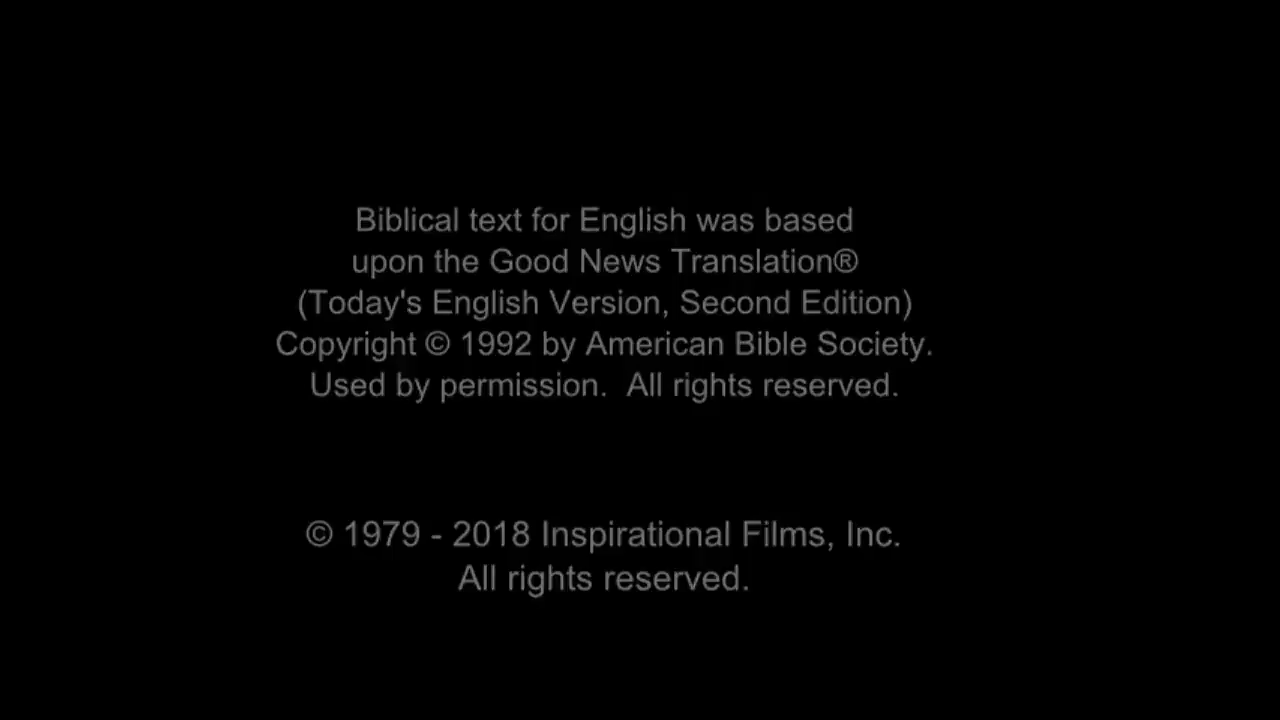 Biblical text for English was based
upon the Good News Translation®
(Today's English Version, Second Edition)
Copyright © 1992 by American Bible Society.
Used by permission.  All rights reserved.
© 1979 - 2018 Inspirational Films, Inc.
All rights reserved.